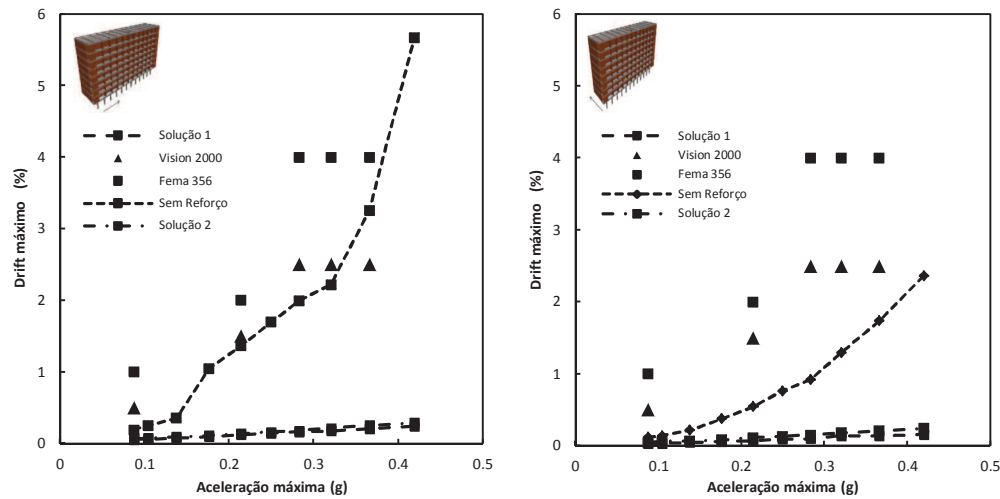 6
5
4
3
2
1
0
Drift máximo (%)
Solução 1
Vision 2000
Fema 356
Sem Reforço
Solução 2
0
0.1
0.2
0.3
0.4
0.5
Aceleração máxima (g)
6
5
4
3
2
1
0
Drift máximo (%)
Solução 1
Vision 2000
Fema 356
Sem Reforço
Solução 2
0
0.1
0.2
0.3
0.4
0.5
Aceleração máxima (g)